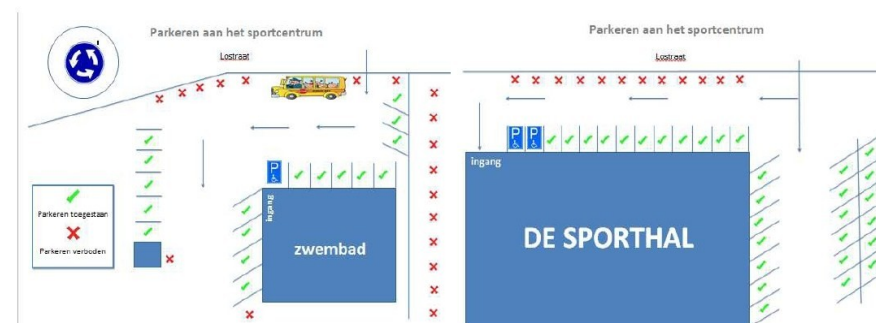 Parkeren aan het sportcentrum
Lostraat
P
ingang
zwembad
Parkeren toegestaan
Parkeren verboden
Parkeren aan het sportcentrum
Lostraat
P P
ingang
DE SPORTHAL